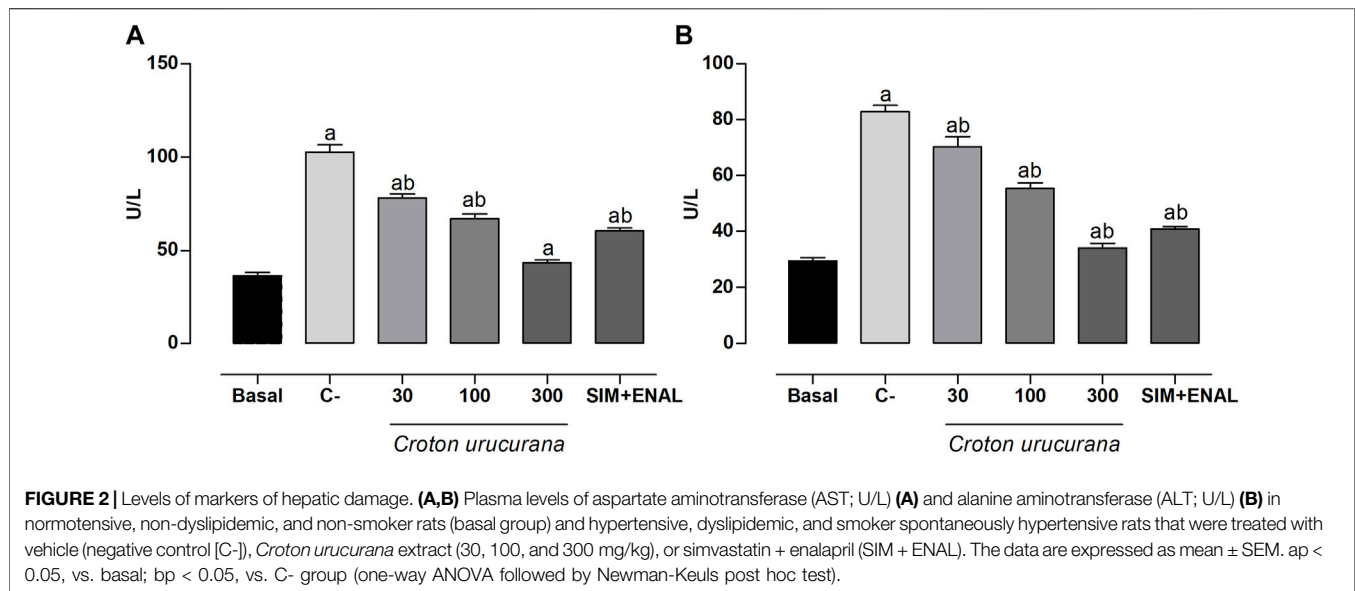 A
150
100
50
0
U/L
a
ab
ab
a
ab
Basal C- 30 100 300 SIM+ENAL
Croton urucurana
B
100
80
60
40
20
0
U/L
a
ab
ab
ab
ab
Basal C- 30 100 300 SIM+ENAL
Croton urucurana
FIGURE 2 | Levels of markers of hepatic damage. (A,B) Plasma levels of aspartate aminotransferase (AST; U/L) (A) and alanine aminotransferase (ALT; U/L) (B) in
normotensive, non-dyslipidemic, and non-smoker rats (basal group) and hypertensive, dyslipidemic, and smoker spontaneously hypertensive rats that were treated with
vehicle (negative control [C-]), Croton urucurana extract (30, 100, and 300 mg/kg), or simvastatin + enalapril (SIM + ENAL). The data are expressed as mean ± SEM. ap <
0.05, vs. basal; bp < 0.05, vs. C- group (one-way ANOVA followed by Newman-Keuls post hoc test).